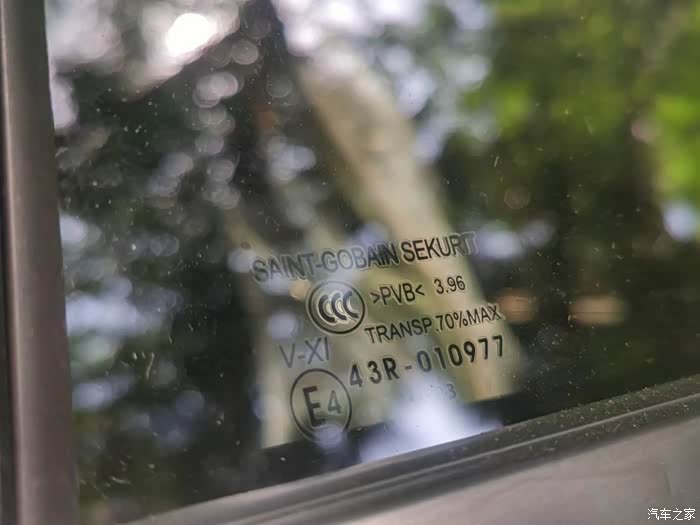 SAINT-GOBAIN SEKURIT
CCC >PVB< 3.96
TRANSP.70%MAX
V-XI
E4 43R-010977
汽车之家